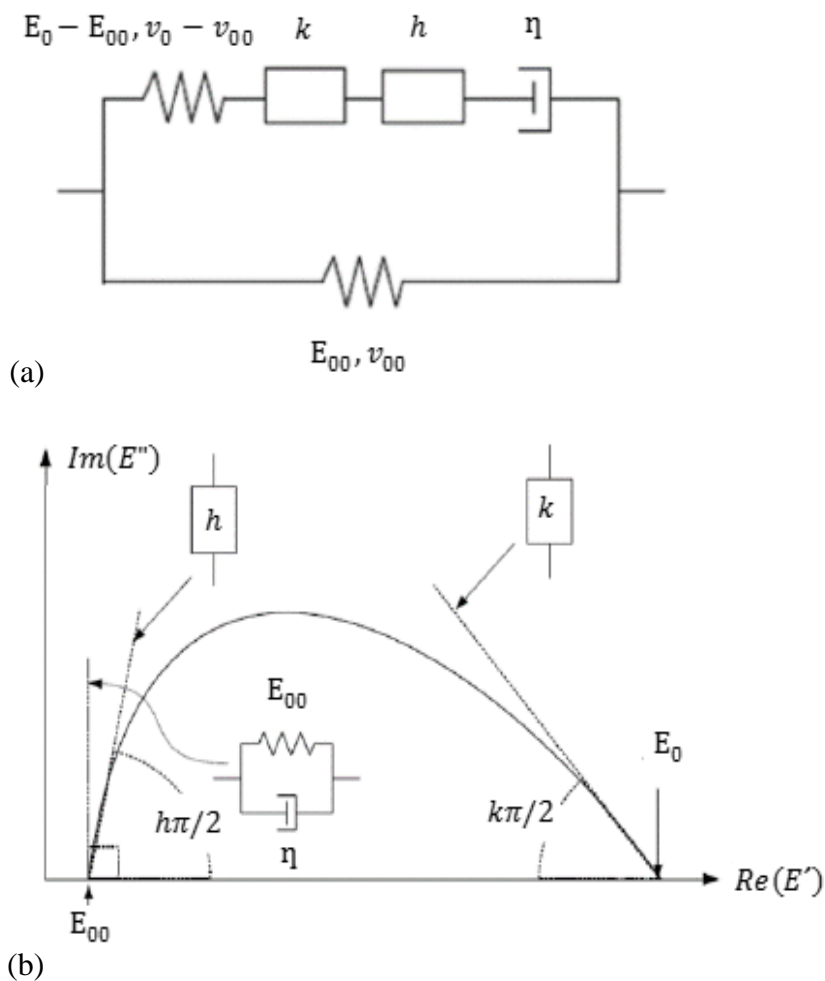 E₀ − E₀₀, v₀ − v₀₀ k h η
E₀₀, v₀₀
(a)
Im(E")
h
k
E₀₀
E₀
hπ/2
kπ/2
η
Re(E′)
E₀₀
(b)